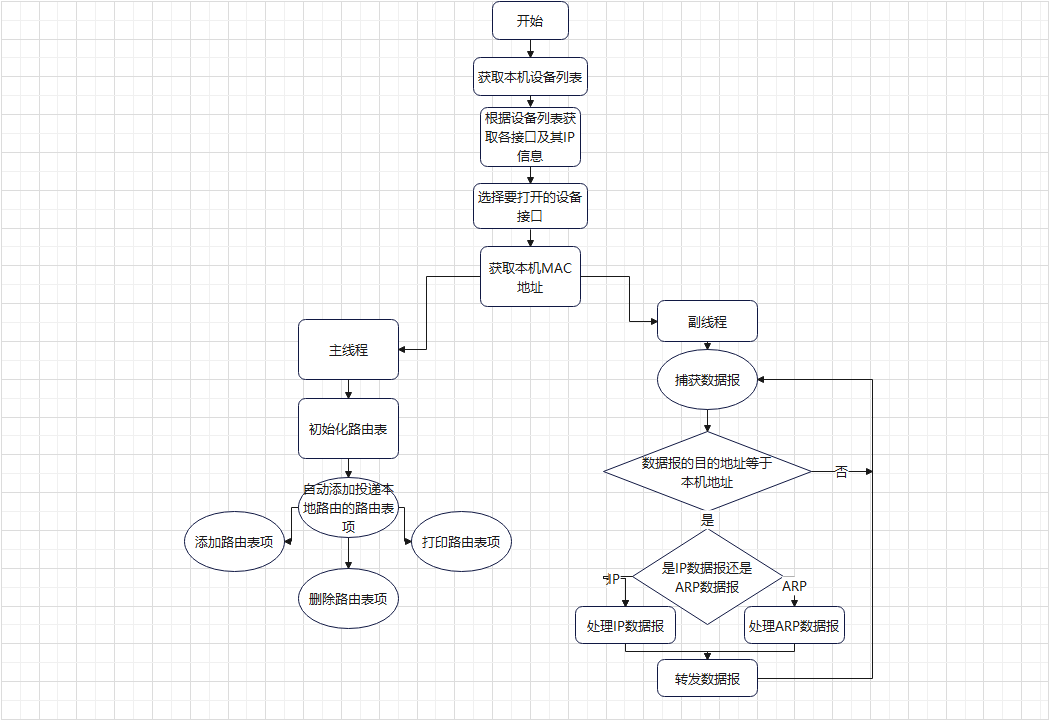 开始
获取本机设备列表
根据设备列表获
取各接口及其IP
信息
选择要打开的设备
接口
获取本机MAC
地址
主线程
初始化路由表
自动添加投递本
地路由的路由表
项
添加路由表项
打印路由表项
删除路由表项
副线程
捕获数据报
数据报的目的地址等于
本机地址
否
是
是IP数据报还是
ARP数据报
IP
ARP
处理IP数据报
处理ARP数据报
转发数据报